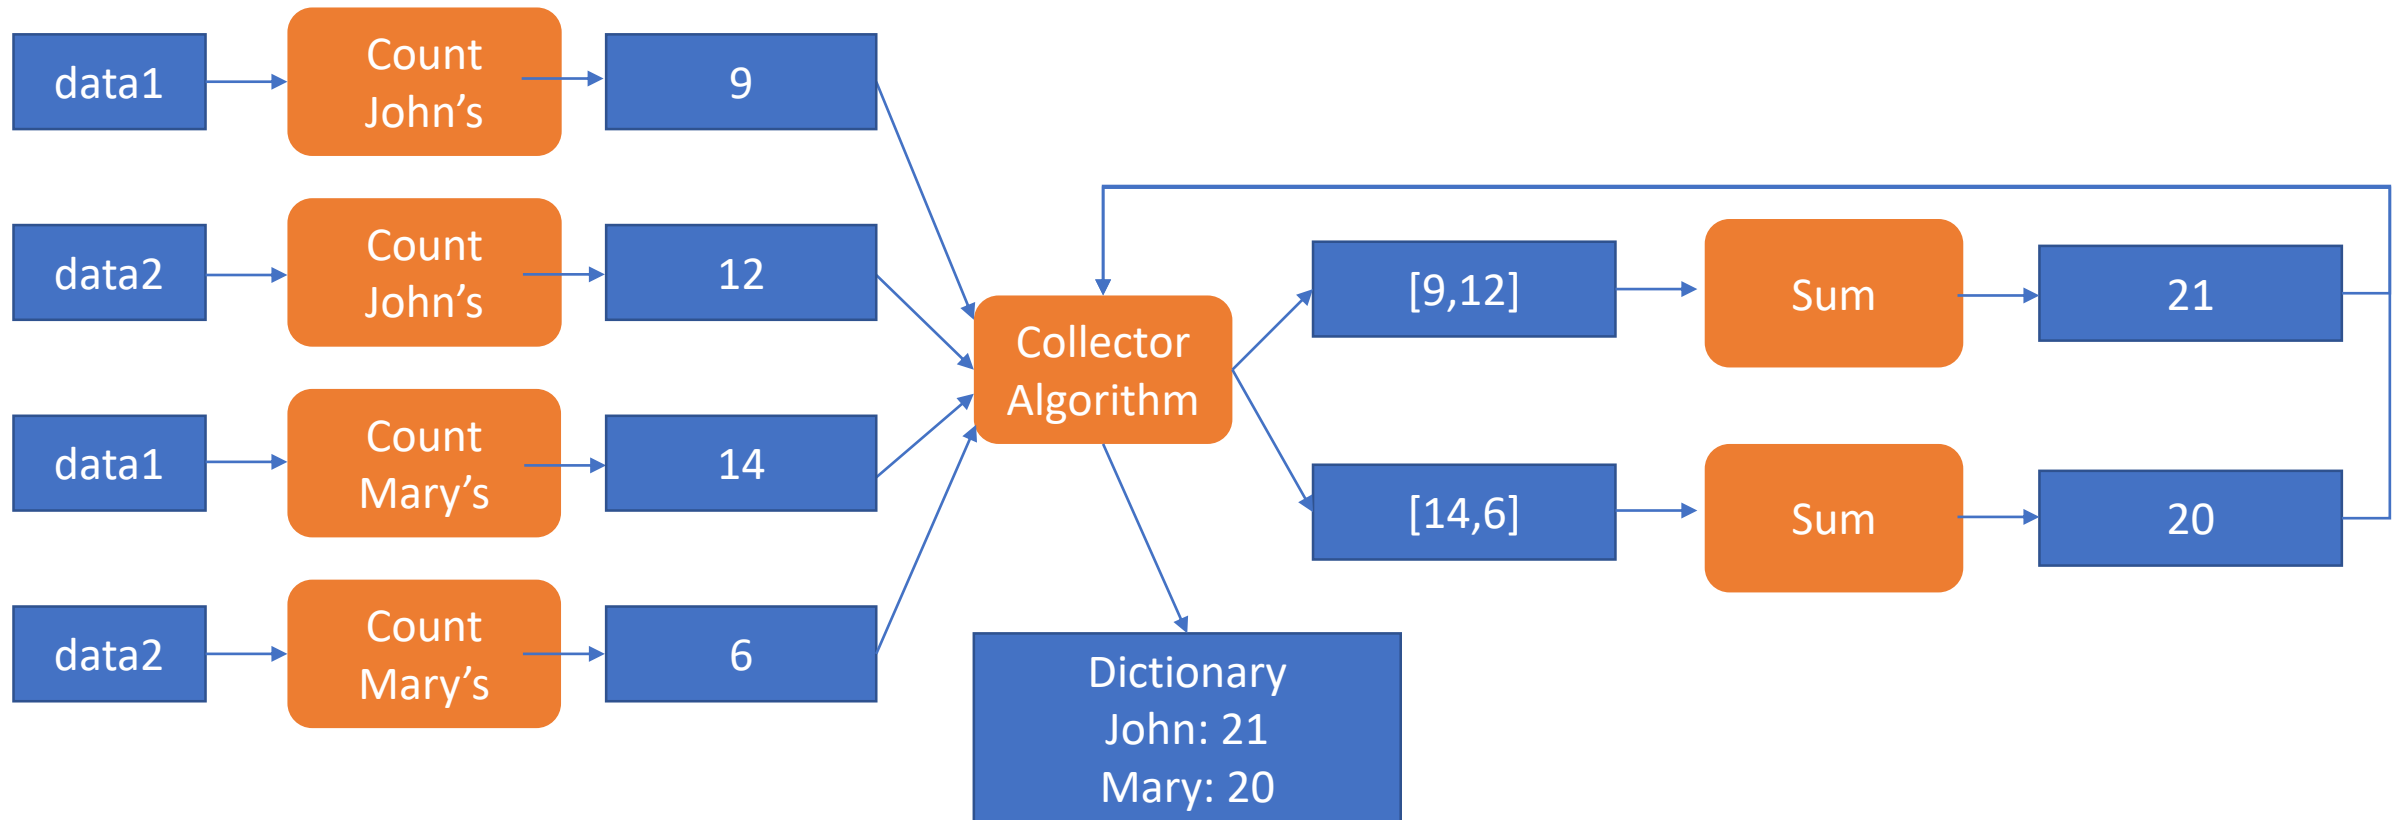 data1
Count
John’s
9
data2
Count
John’s
12
data1
Count
Mary’s
14
data2
Count
Mary’s
6
Collector
Algorithm
[9,12]
Sum
21
[14,6]
Sum
20
Dictionary
John: 21
Mary: 20